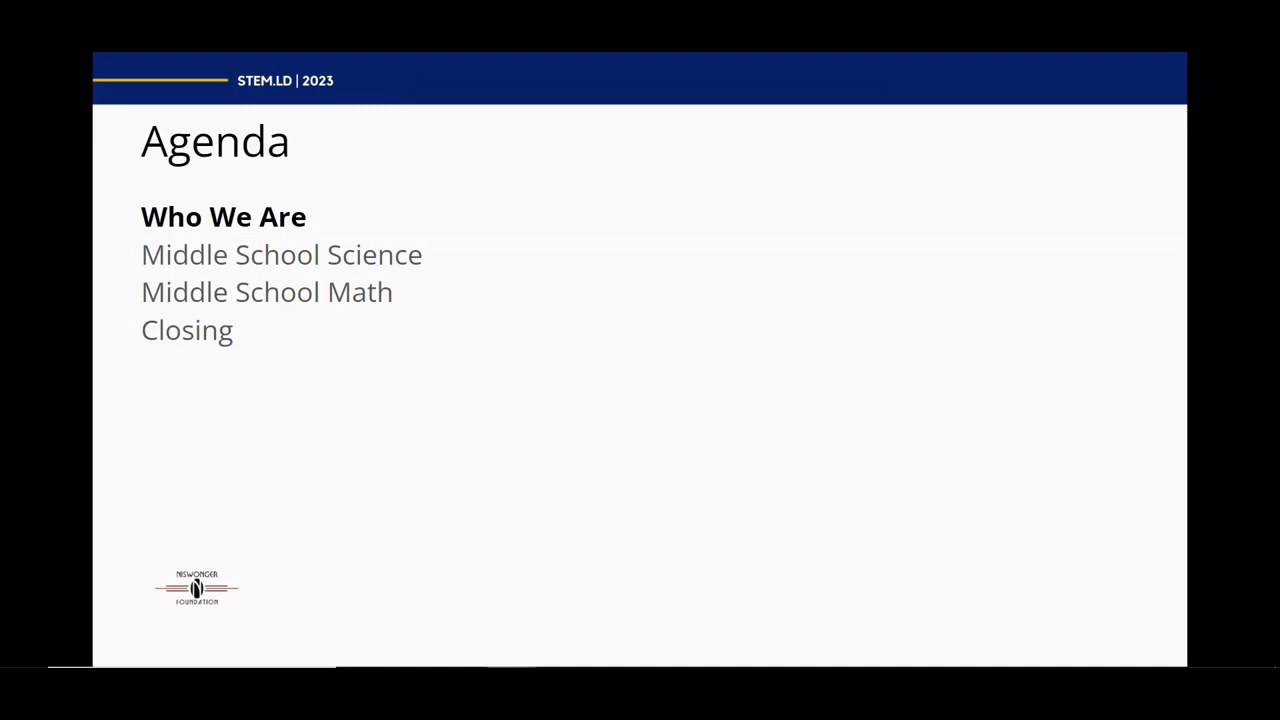 STEM.LD | 2023
Agenda
Who We Are
Middle School Science
Middle School Math
Closing
NISWONGER
FOUNDATION